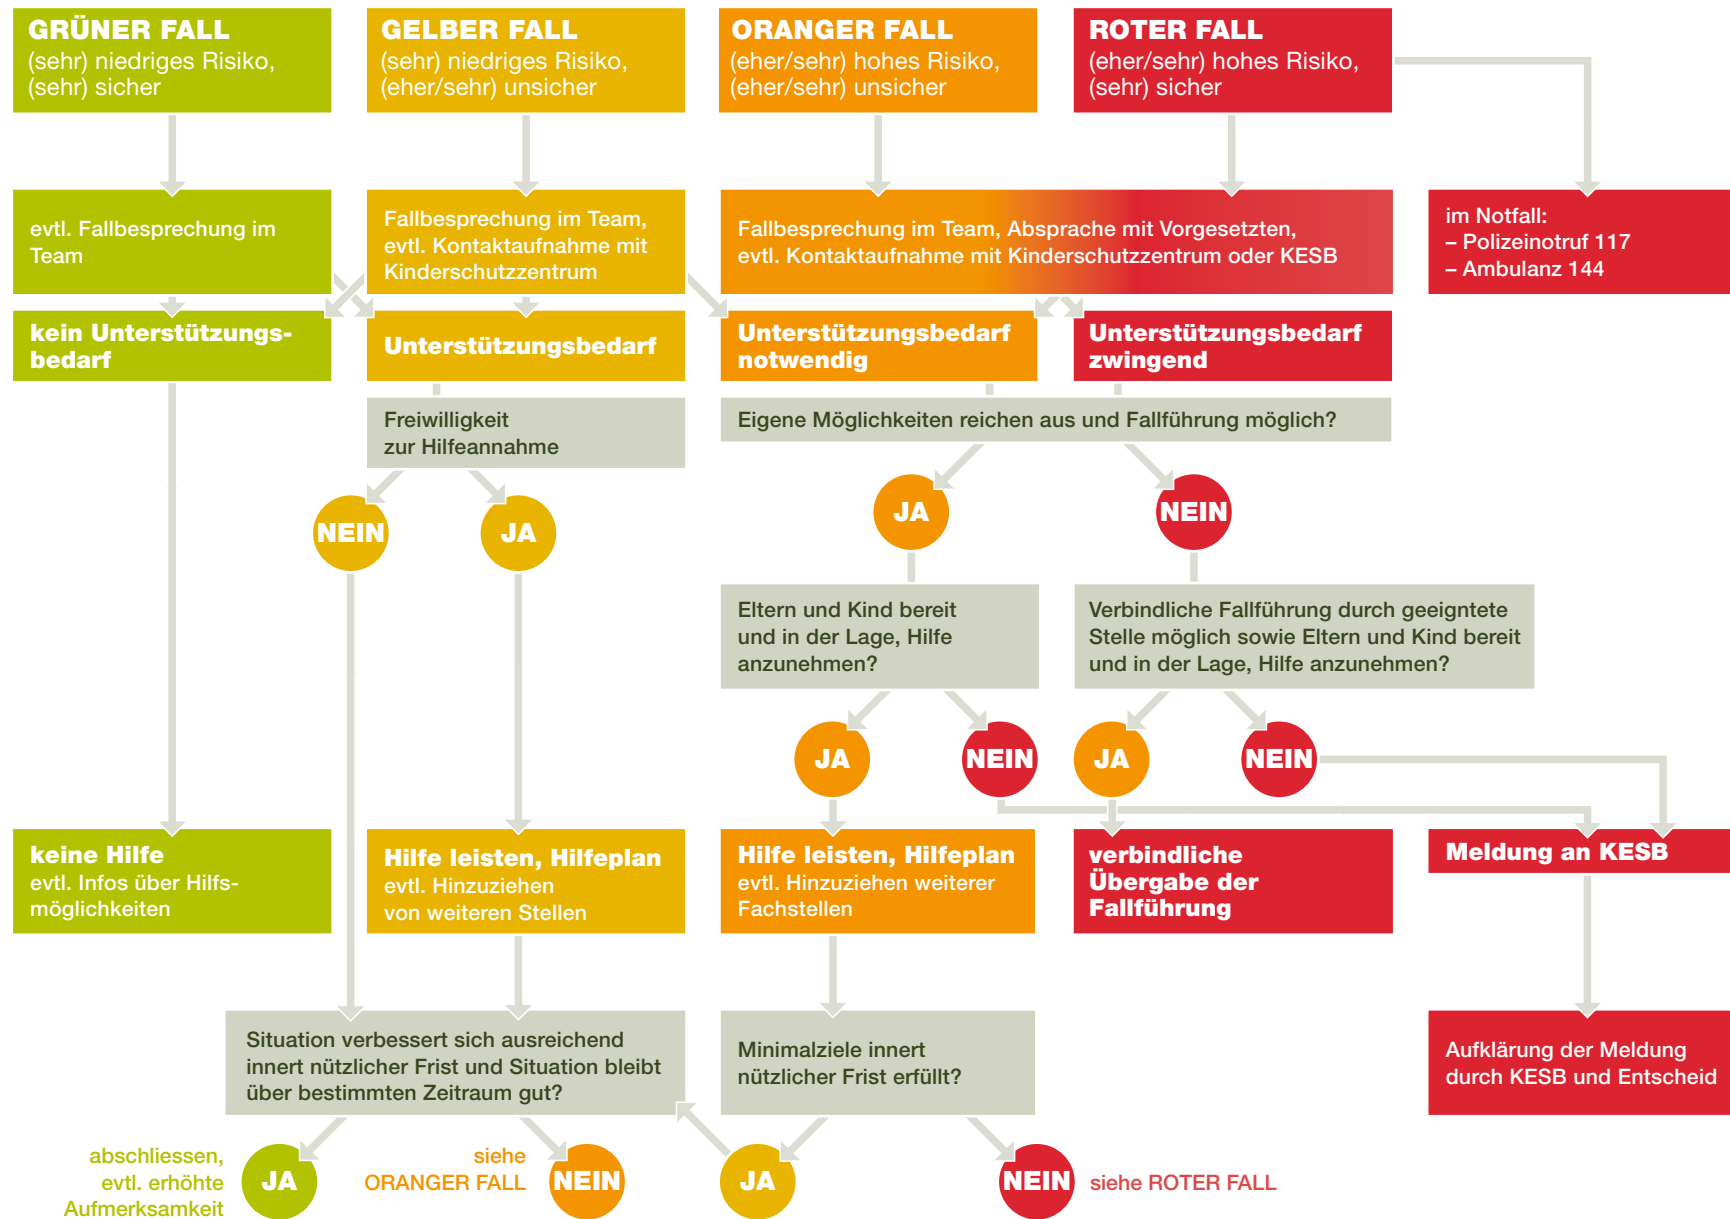 GRÜNER FALL
(sehr) niedriges Risiko,
(sehr) sicher
GELBER FALL
(sehr) niedriges Risiko,
(eher/sehr) unsicher
ORANGER FALL
(eher/sehr) hohes Risiko,
(eher/sehr) unsicher
ROTER FALL
(eher/sehr) hohes Risiko,
(sehr) sicher
evtl. Fallbesprechung im
Team
Fallbesprechung im Team,
evtl. Kontaktaufnahme mit
Kinderschutzzentrum
Fallbesprechung im Team, Absprache mit Vorgesetzten,
evtl. Kontaktaufnahme mit Kinderschutzzentrum oder KESB
im Notfall:
– Polizeinotruf 117
– Ambulanz 144
kein Unterstützungs-
bedarf
Unterstützungsbedarf
Unterstützungsbedarf
notwendig
Unterstützungsbedarf
zwingend
Freiwilligkeit
zur Hilfeannahme
Eigene Möglichkeiten reichen aus und Fallführung möglich?
NEIN
JA
JA
NEIN
Eltern und Kind bereit
und in der Lage, Hilfe
anzunehmen?
Verbindliche Fallführung durch geeigntete
Stelle möglich sowie Eltern und Kind bereit
und in der Lage, Hilfe anzunehmen?
JA
NEIN
JA
NEIN
keine Hilfe
evtl. Infos über Hilfs-
möglichkeiten
Hilfe leisten, Hilfeplan
evtl. Hinzuziehen
von weiteren Stellen
Hilfe leisten, Hilfeplan
evtl. Hinzuziehen weiterer
Fachstellen
verbindliche
Übergabe der
Fallführung
Meldung an KESB
Situation verbessert sich ausreichend
innert nützlicher Frist und Situation bleibt
über bestimmten Zeitraum gut?
Minimalziele innert
nützlicher Frist erfüllt?
Aufklärung der Meldung
durch KESB und Entscheid
abschliessen,
evtl. erhöhte
Aufmerksamkeit
JA
siehe
ORANGER FALL
NEIN
JA
NEIN
siehe ROTER FALL